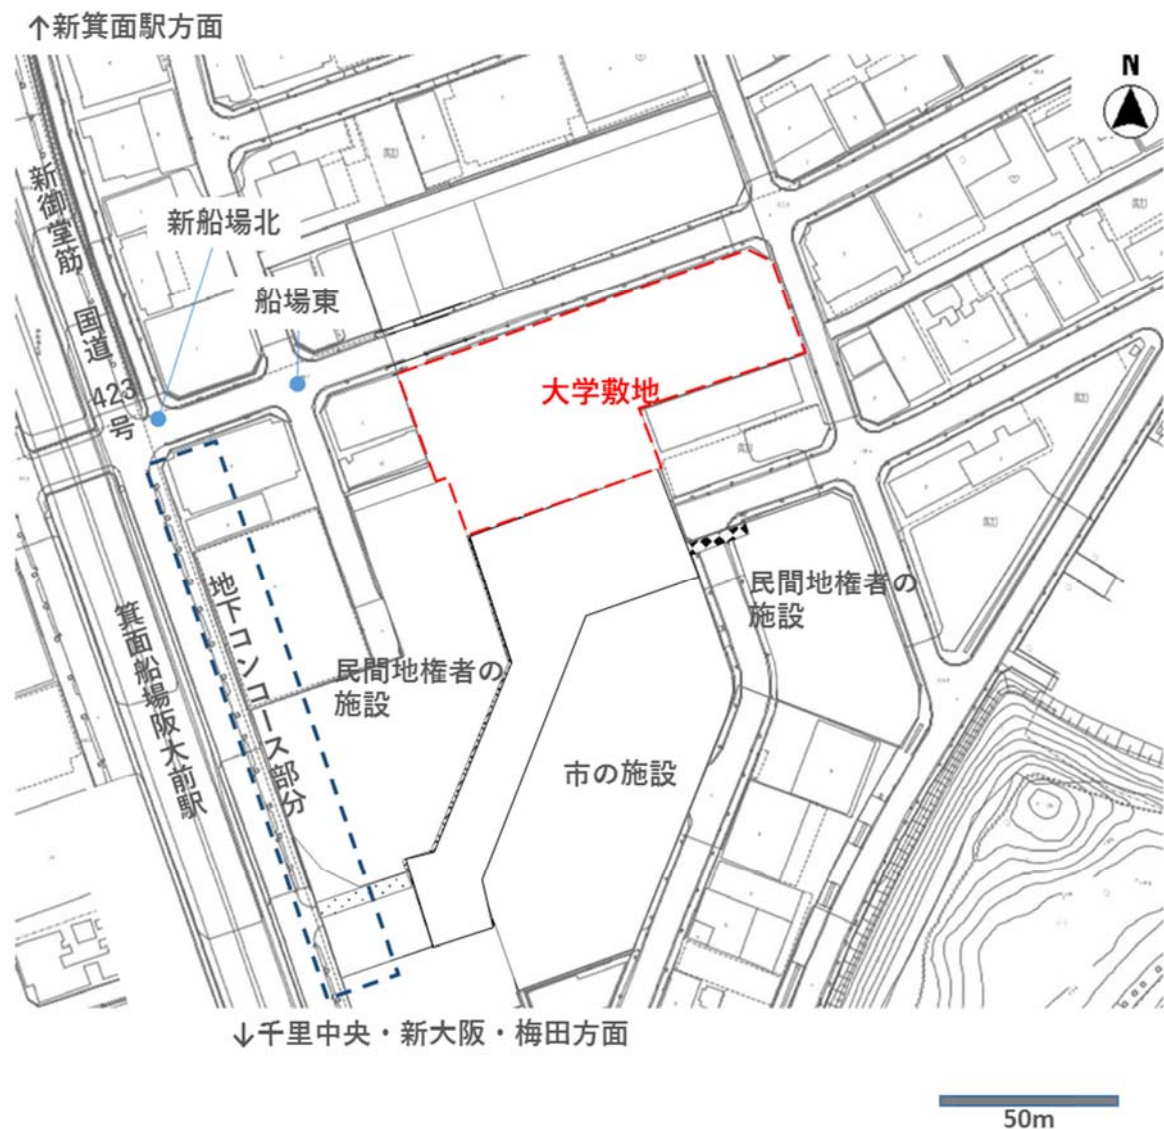 ↑新箕面駅方面
N
新御堂筋 国道423号
新船場北
船場東
大学敷地
民間地権者の
施設
地下コンコース部分
箕面船場阪大前駅
民間地権者の
施設
市の施設
↓千里中央・新大阪・梅田方面
50m